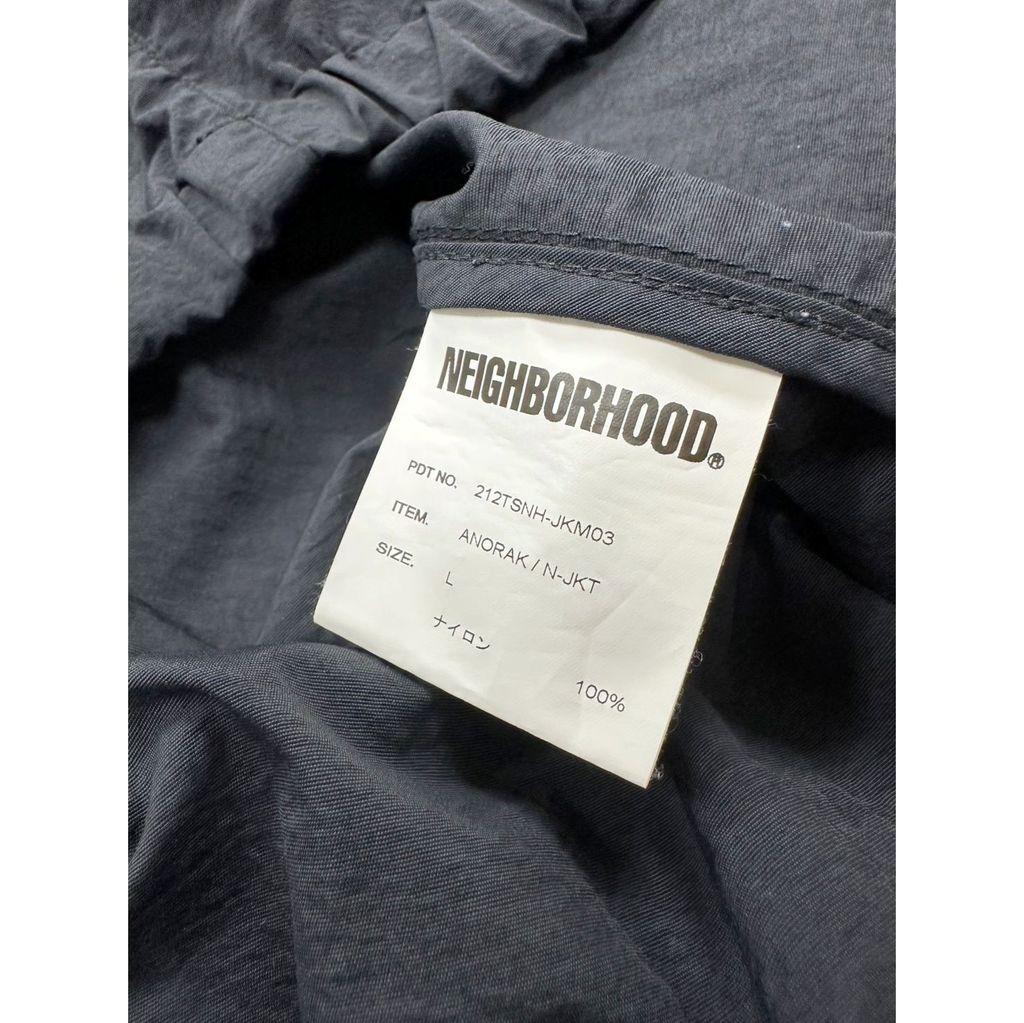 NEIGHBORHOOD®
PDT NO. 212TSNH-JKM03
ITEM. ANORAK / N-JKT
SIZE. L
ナイロン 100%